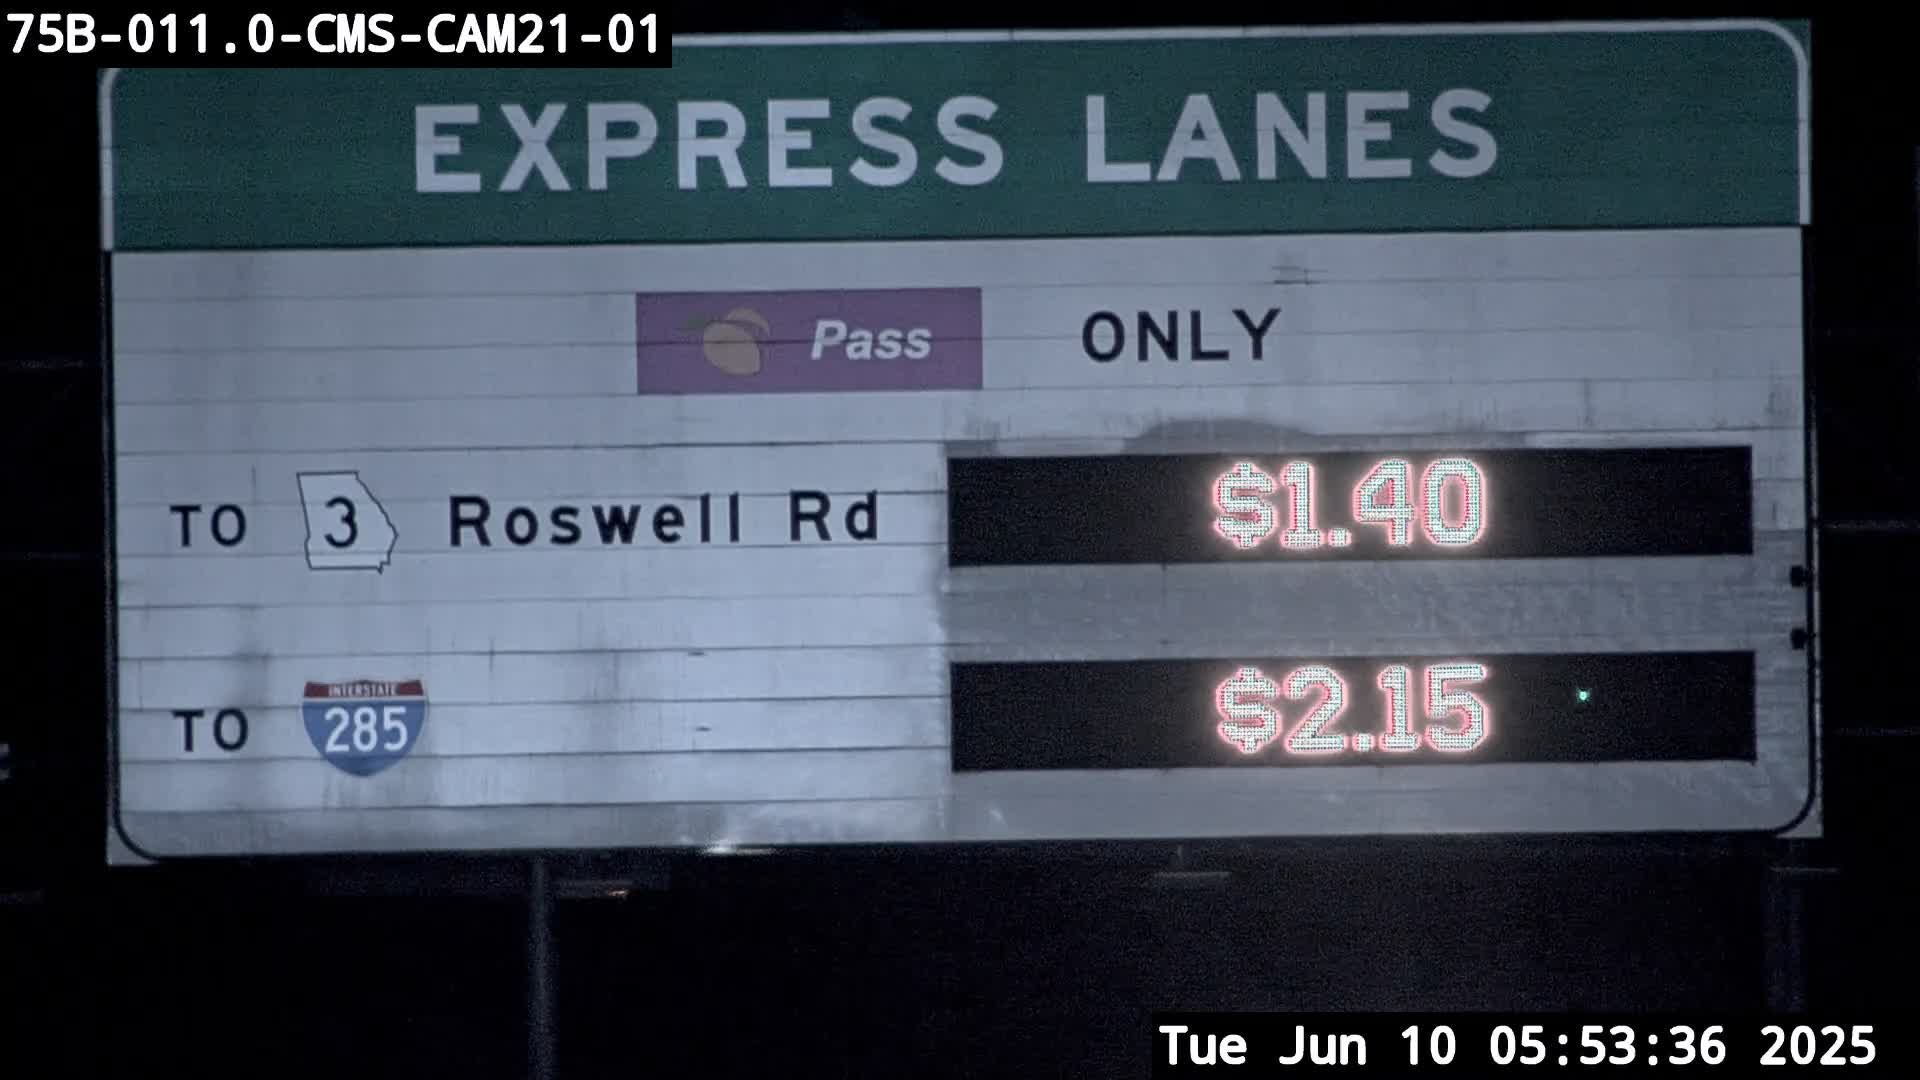 75B-011.0-CMS-CAM21-01
EXPRESS LANES
Pass ONLY
TO 3 Roswell Rd $1.40
TO INTERSTATE 285 $2.15
Tue Jun 10 05:53:36 2025